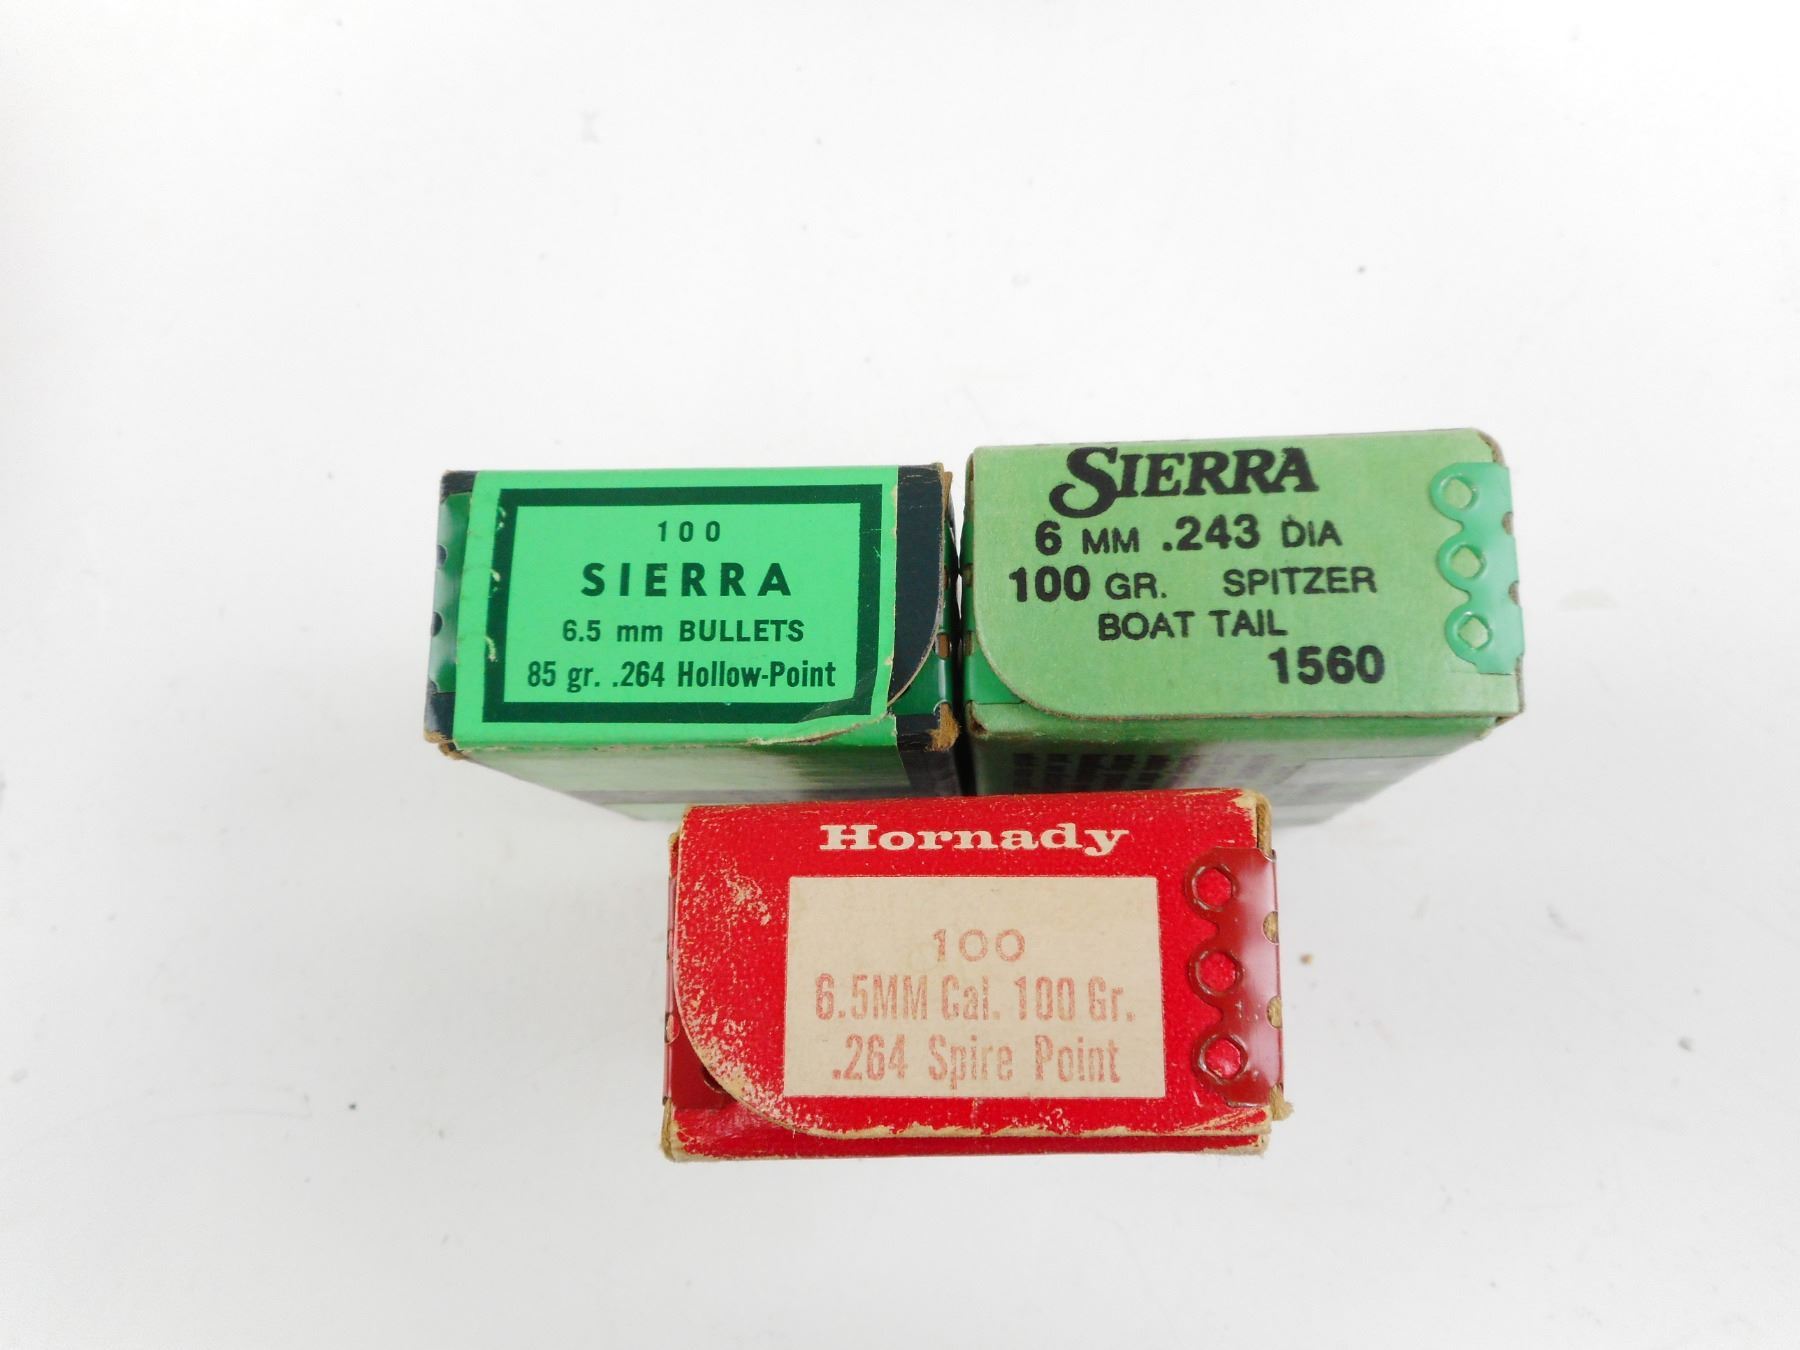 100
SIERRA
6.5 mm BULLETS
85 gr. .264 Hollow-Point
SIERRA
6 MM .243 DIA
100 GR. SPITZER
BOAT TAIL
1560
Hornady
100
6.5MM Cal. 100 Gr.
.264 Spire Point